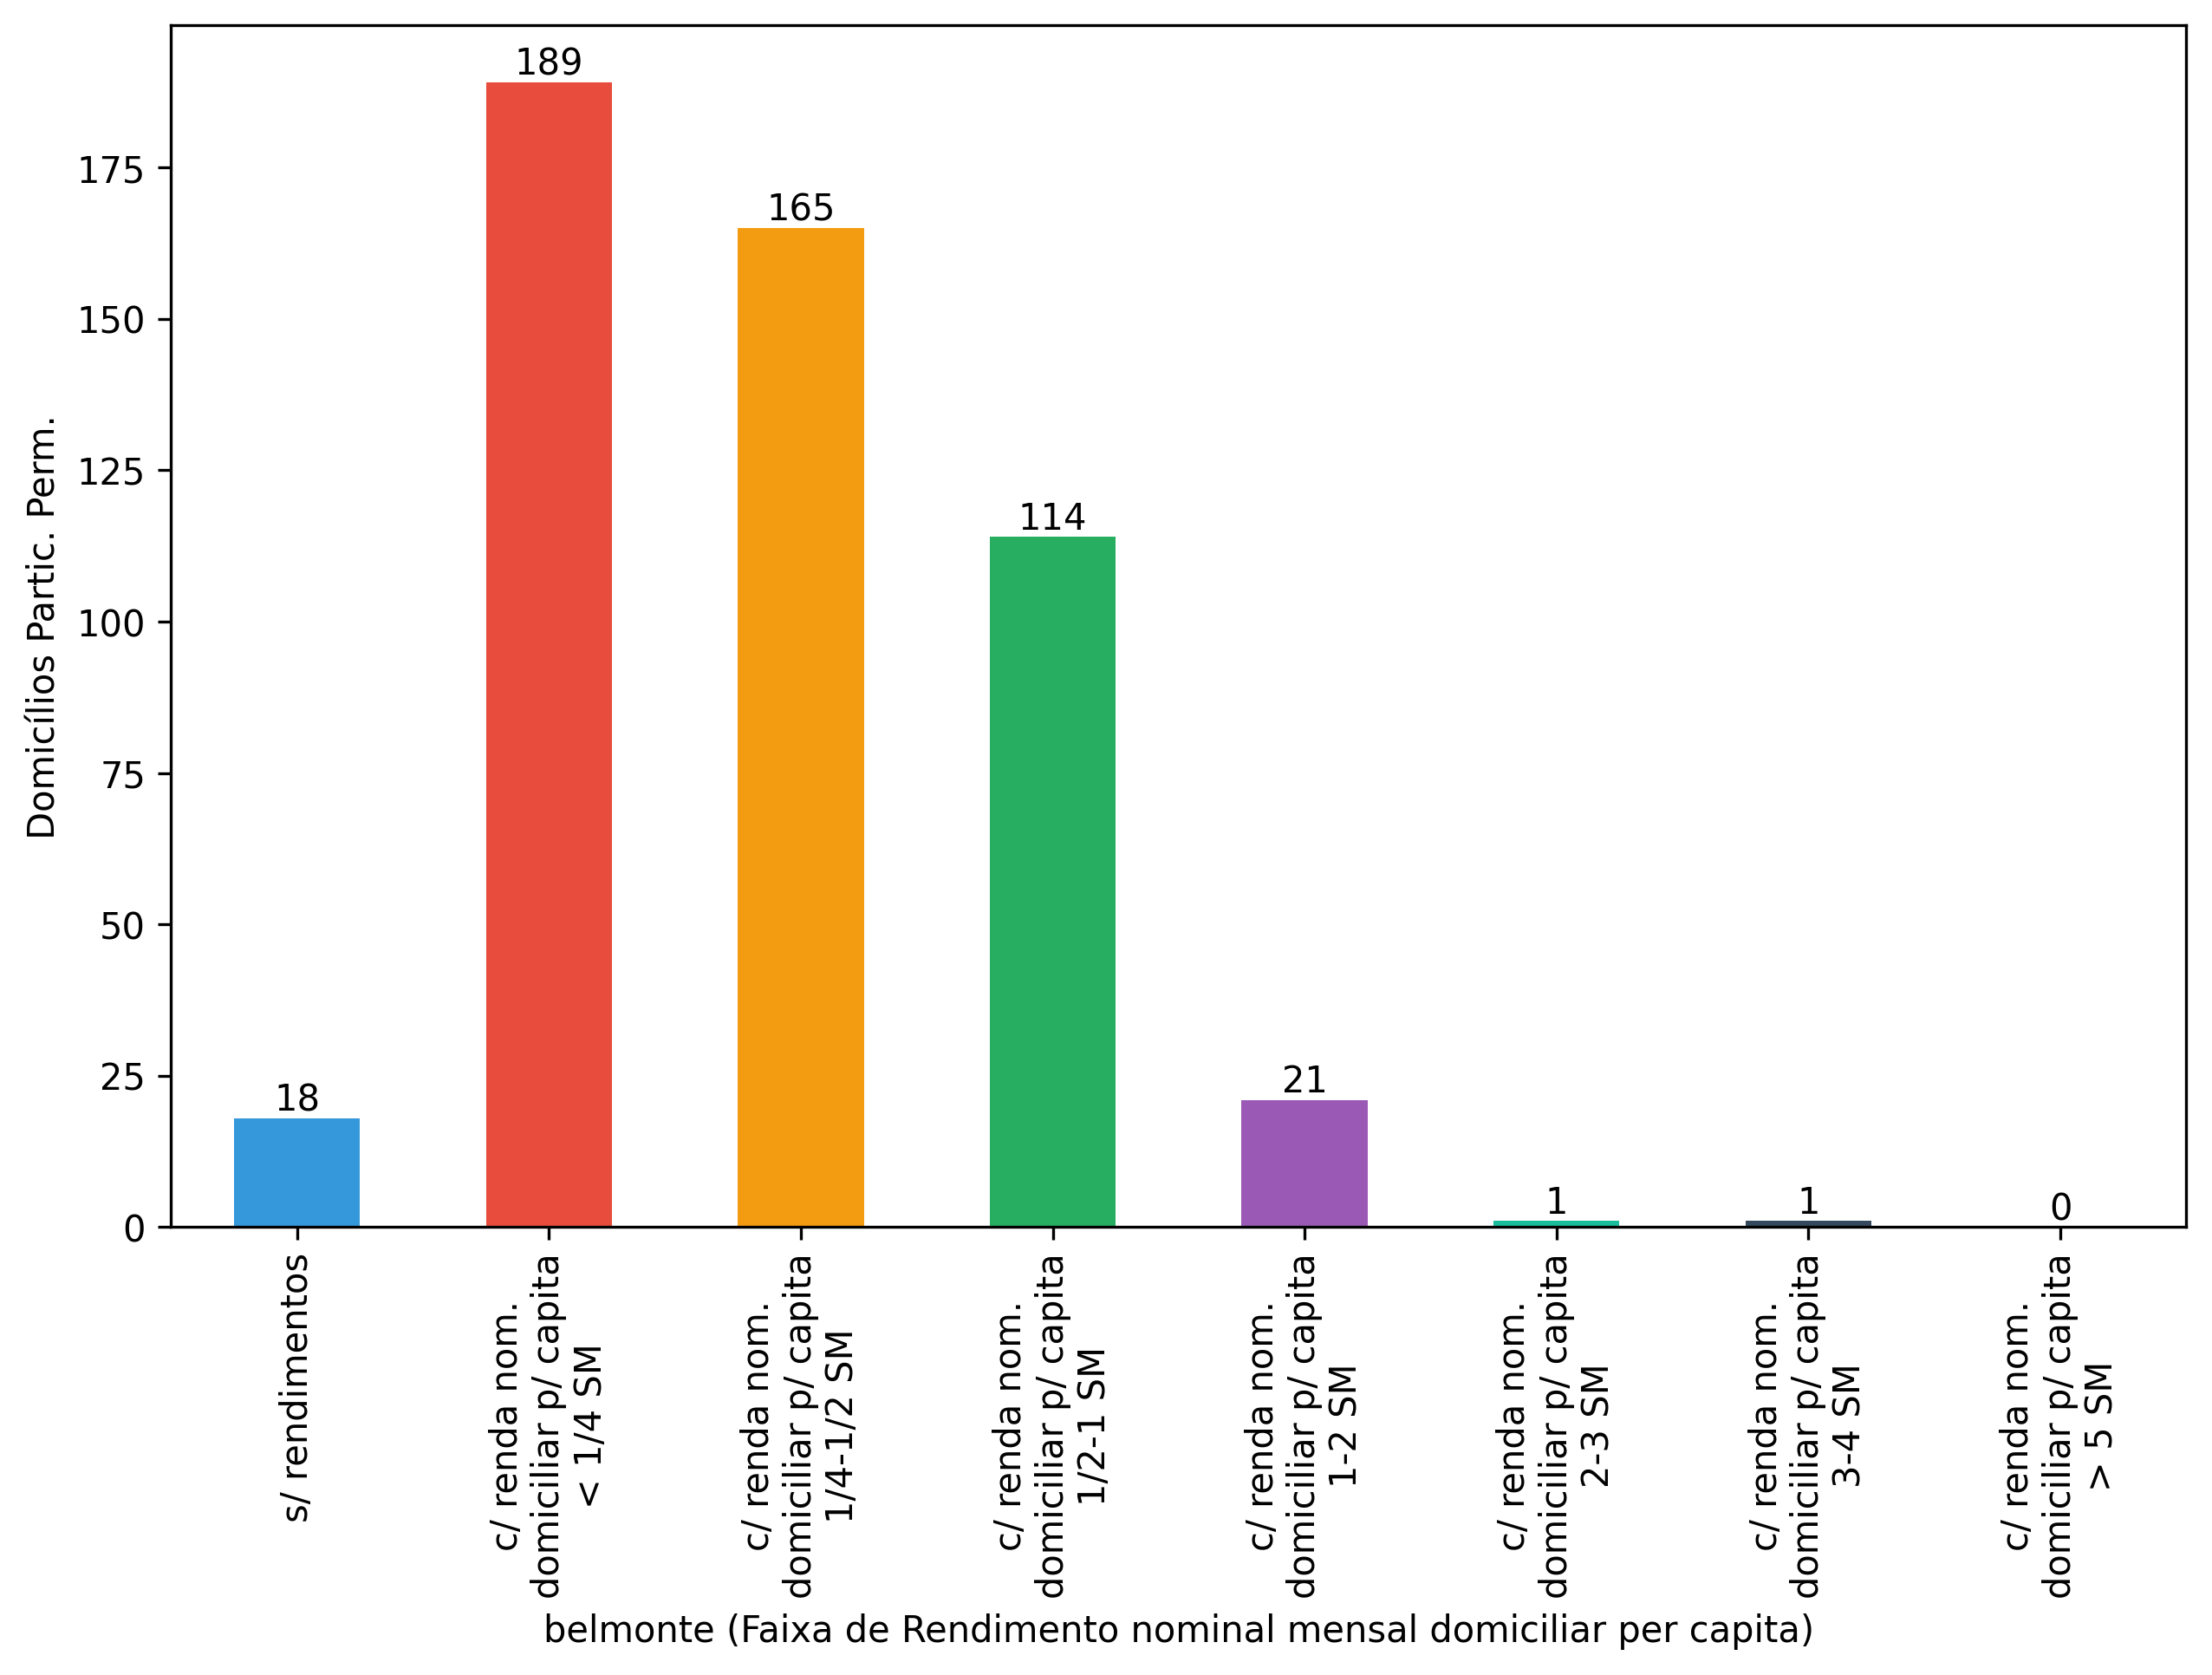 189
175
165
150
125
114
100
75
50
25
21
18
1
1
0
0
Domicílios Partic. Perm.
s/ rendimentos
c/ renda nom.
domiciliar p/ capita
< 1/4 SM
c/ renda nom.
domiciliar p/ capita
1/4-1/2 SM
c/ renda nom.
domiciliar p/ capita
1/2-1 SM
c/ renda nom.
domiciliar p/ capita
1-2 SM
c/ renda nom.
domiciliar p/ capita
2-3 SM
c/ renda nom.
domiciliar p/ capita
3-4 SM
c/ renda nom.
domiciliar p/ capita
> 5 SM
belmonte (Faixa de Rendimento nominal mensal domiciliar per capita)